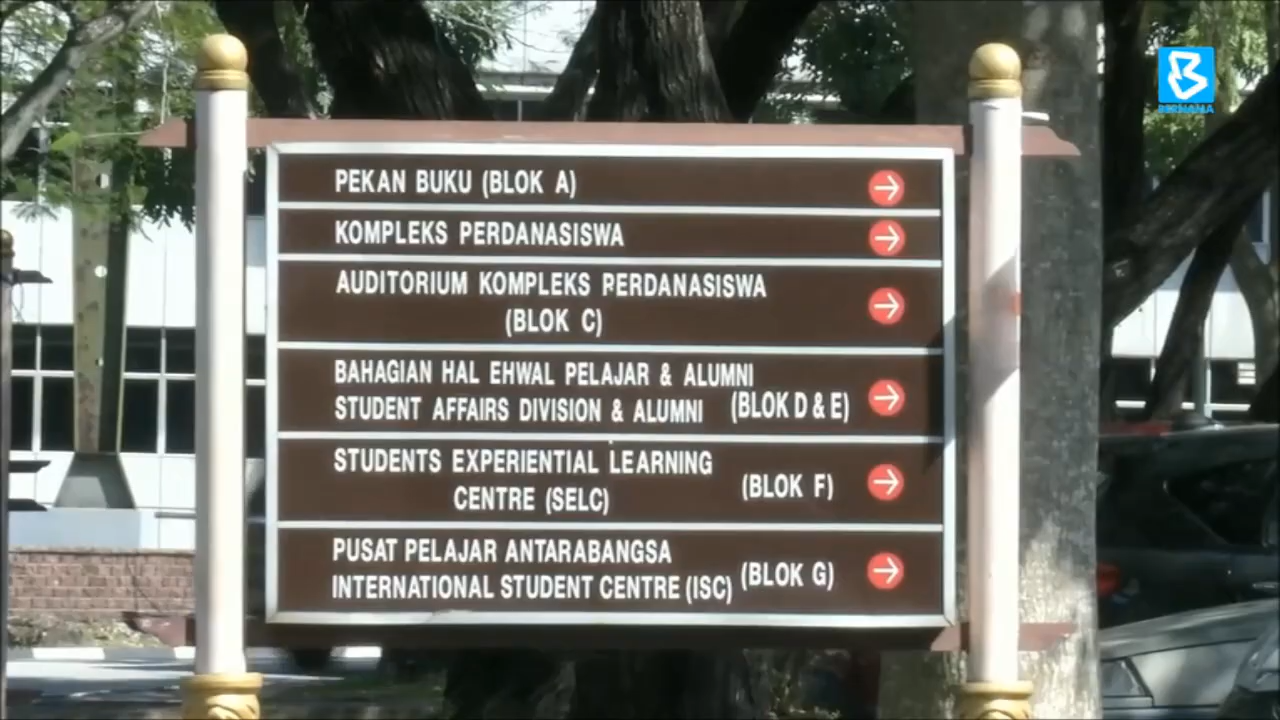 BERNAMA
PEKAN BUKU (BLOK A)
KOMPLEKS PERDANASISWA
AUDITORIUM KOMPLEKS PERDANASISWA
(BLOK C)
BAHAGIAN HAL EHWAL PELAJAR & ALUMNI
STUDENT AFFAIRS DIVISION & ALUMNI (BLOK D & E)
STUDENTS EXPERIENTIAL LEARNING
CENTRE (SELC) (BLOK F)
PUSAT PELAJAR ANTARABANGSA
INTERNATIONAL STUDENT CENTRE (ISC) (BLOK G)